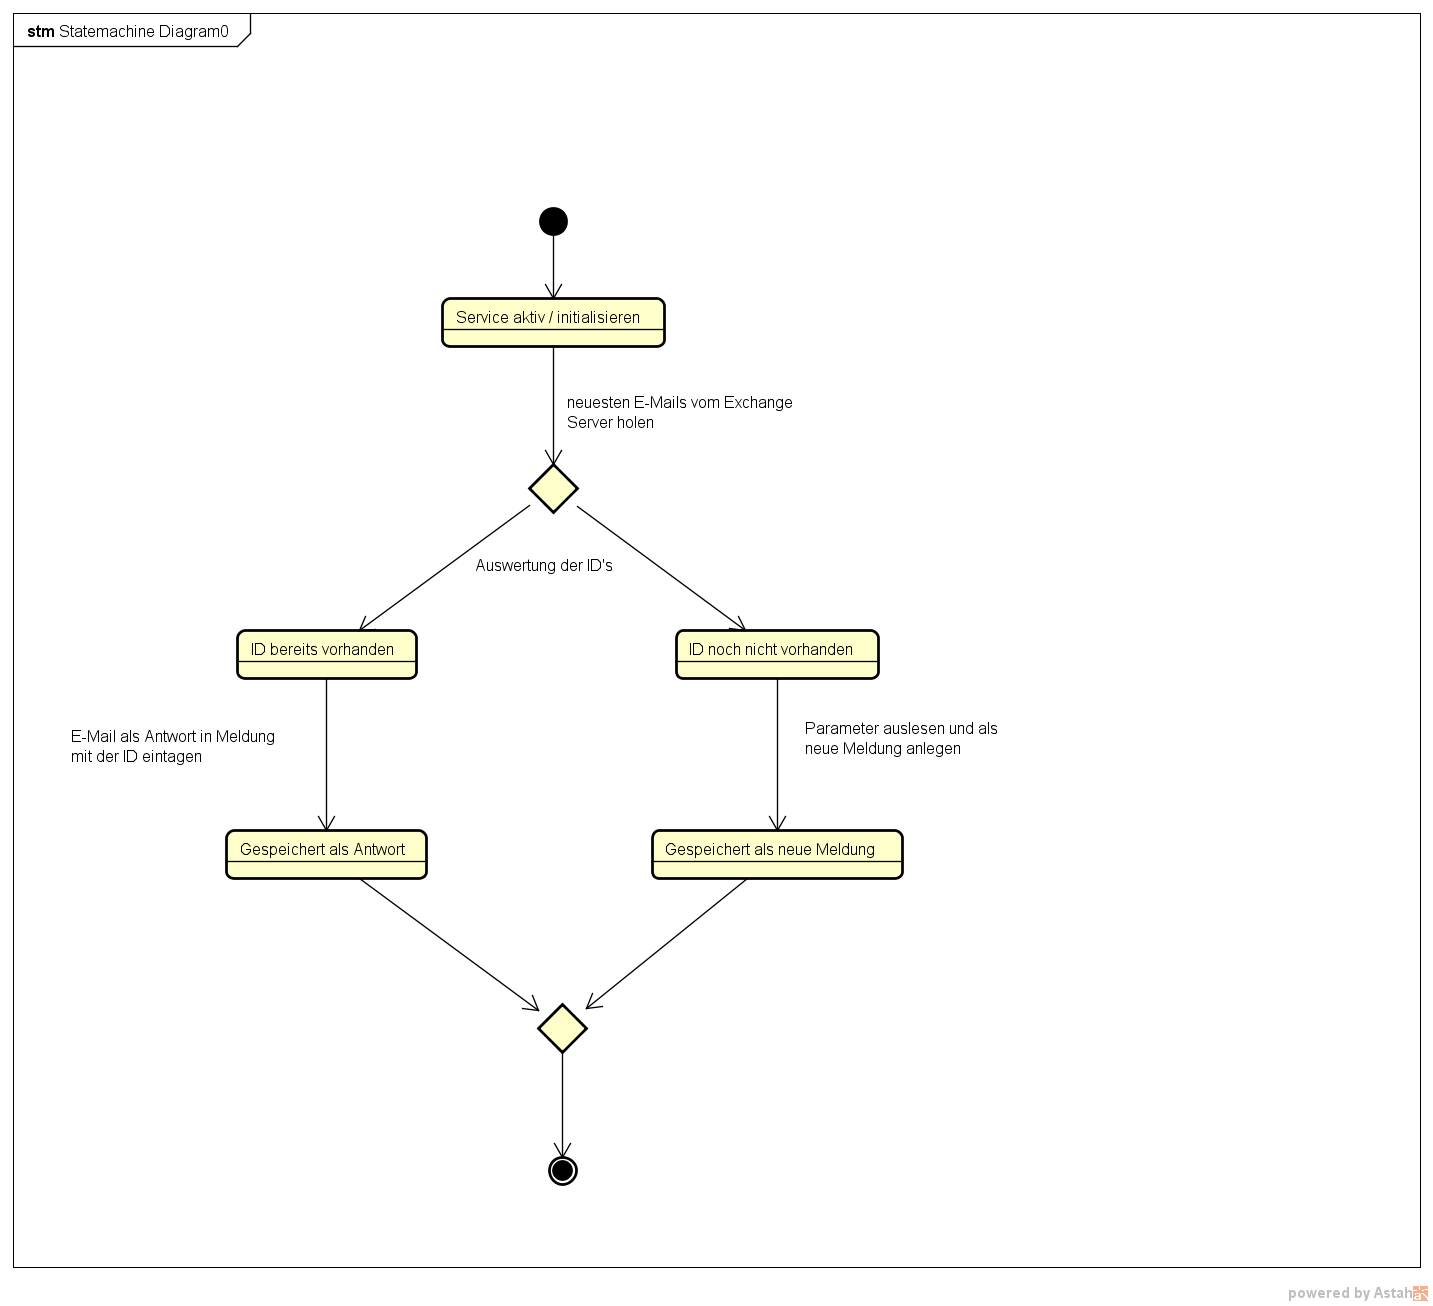 stm Statemachine Diagram0
Service aktiv / initialisieren
neuesten E-Mails vom Exchange
Server holen
Auswertung der ID's
ID bereits vorhanden
ID noch nicht vorhanden
E-Mail als Antwort in Meldung
mit der ID eintagen
Parameter auslesen und als
neue Meldung anlegen
Gespeichert als Antwort
Gespeichert als neue Meldung
powered by Astah